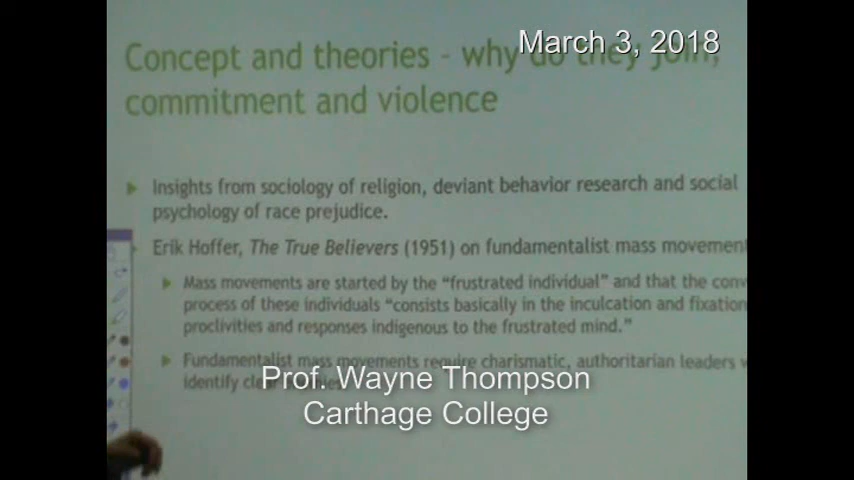 March 3, 2018
Concept and theories - why do they join,
commitment and violence
Insights from sociology of religion, deviant behavior research and social
psychology of race prejudice.
Erik Hoffer, The True Believers (1951) on fundamentalist mass movement
Mass movements are started by the “frustrated individual” and that the conv
process of these individuals “consists basically in the inculcation and fixation
proclivities and responses indigenous to the frustrated mind.”
Fundamentalist mass movements require charismatic, authoritarian leaders w
identify
Prof. Wayne Thompson
Carthage College